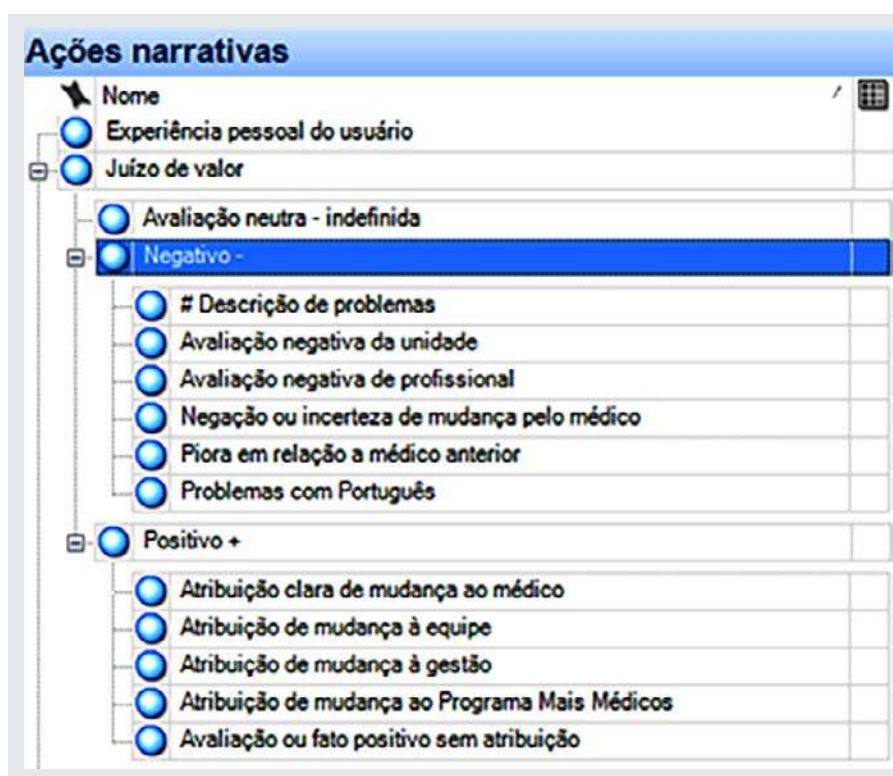 Ações narrativas
Nome
Experiência pessoal do usuário
Juízo de valor
Avaliação neutra - indefinida
Negativo -
# Descrição de problemas
Avaliação negativa da unidade
Avaliação negativa de profissional
Negação ou incerteza de mudança pelo médico
Piora em relação a médico anterior
Problemas com Português
Positivo +
Atribuição clara de mudança ao médico
Atribuição de mudança à equipe
Atribuição de mudança à gestão
Atribuição de mudança ao Programa Mais Médicos
Avaliação ou fato positivo sem atribuição